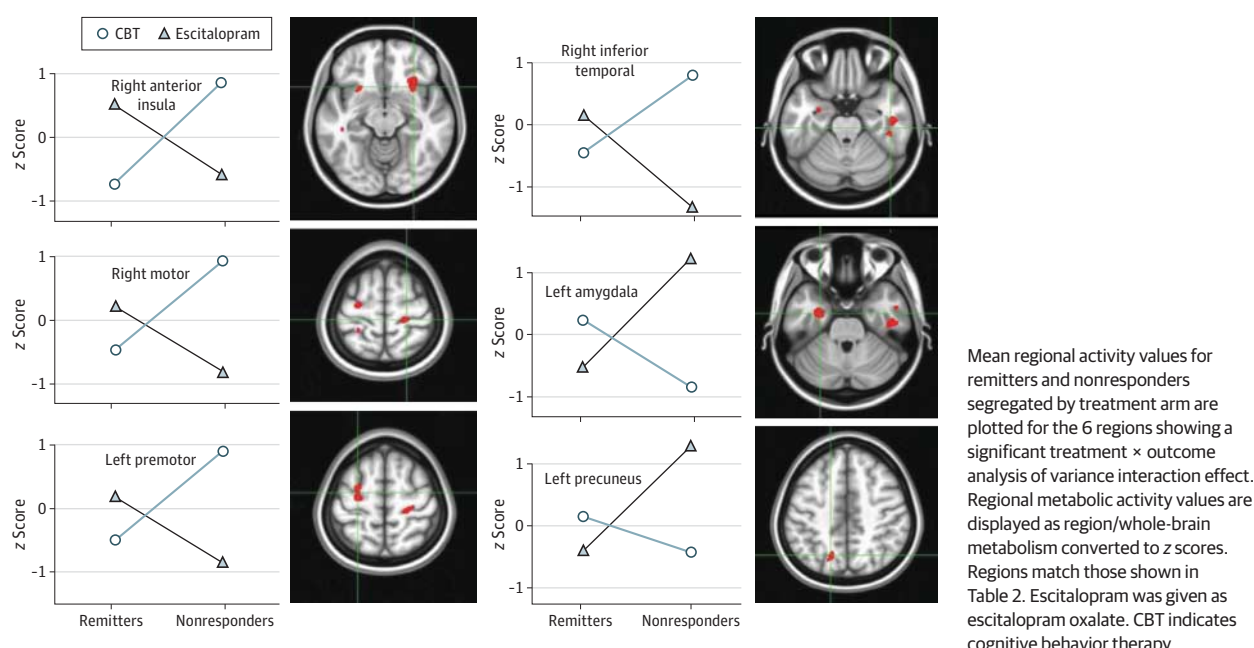 CBT Escitalopram
1
0
-1
z Score
Right anterior
insula
1
0
-1
z Score
Right motor
1
0
-1
z Score
Left premotor
Remitters Nonresponders
1
0
-1
z Score
Right inferior
temporal
1
0
-1
z Score
Left amygdala
1
0
-1
z Score
Left precuneus
Remitters Nonresponders
Mean regional activity values for
remitters and nonresponders
segregated by treatment arm are
plotted for the 6 regions showing a
significant treatment × outcome
analysis of variance interaction effect.
Regional metabolic activity values are
displayed as region/whole-brain
metabolism converted to z scores.
Regions match those shown in
Table 2. Escitalopram was given as
escitalopram oxalate. CBT indicates
cognitive behavior therapy